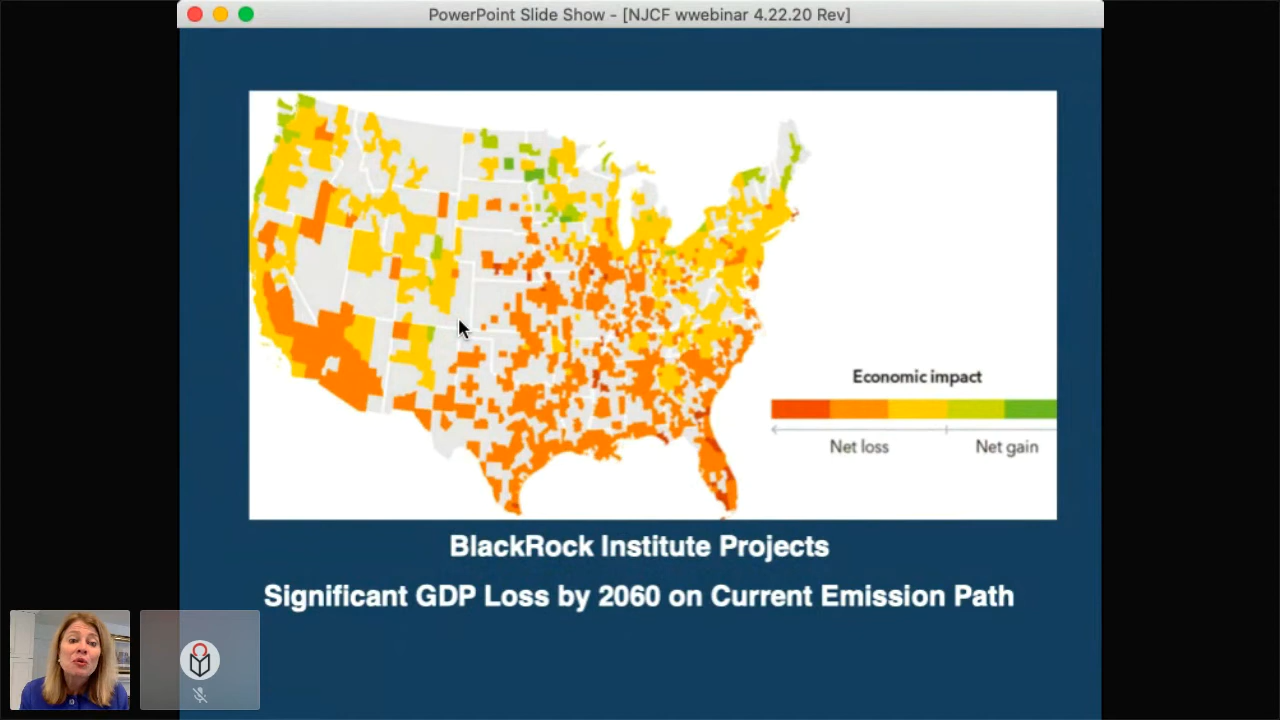 PowerPoint Slide Show - [NJCF wwebinar 4.22.20 Rev]
Economic impact
Net loss
Net gain
BlackRock Institute Projects
Significant GDP Loss by 2060 on Current Emission Path